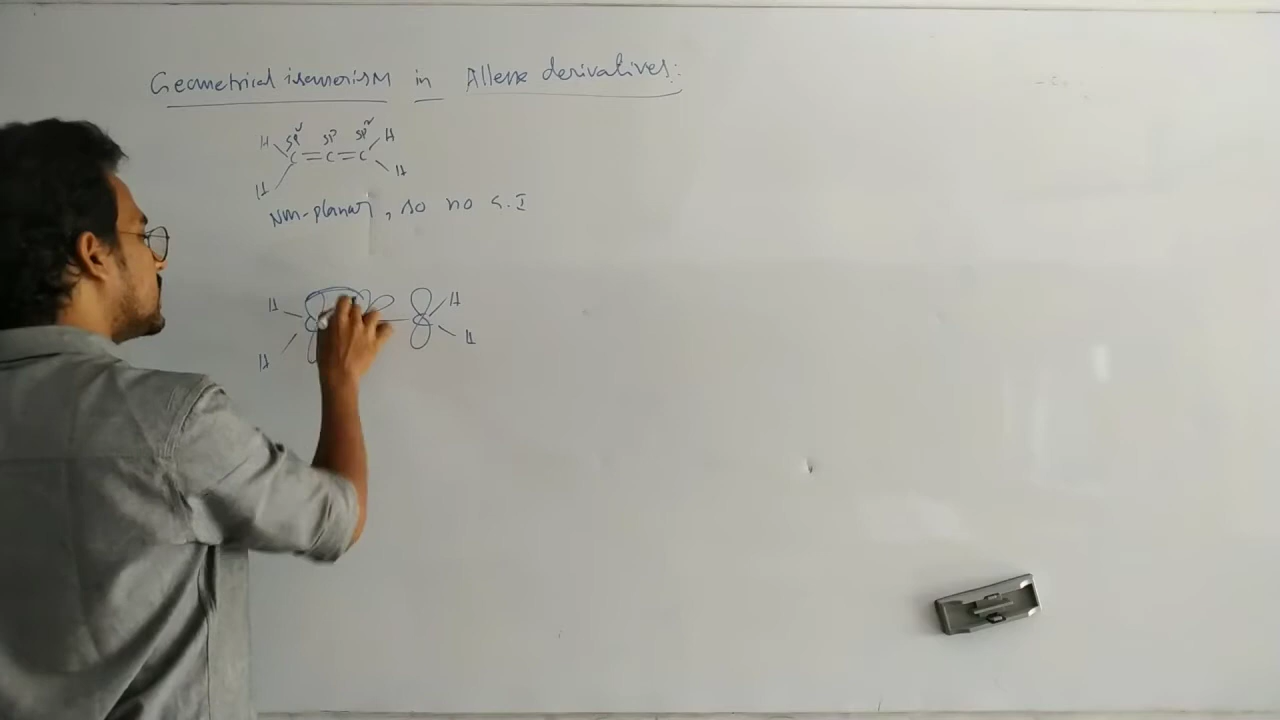 Geometrical isomerism in Allene derivatives:
H sp² sp sp² H
C=C=C
H H
Non-planar, so no G.I
H H
H H